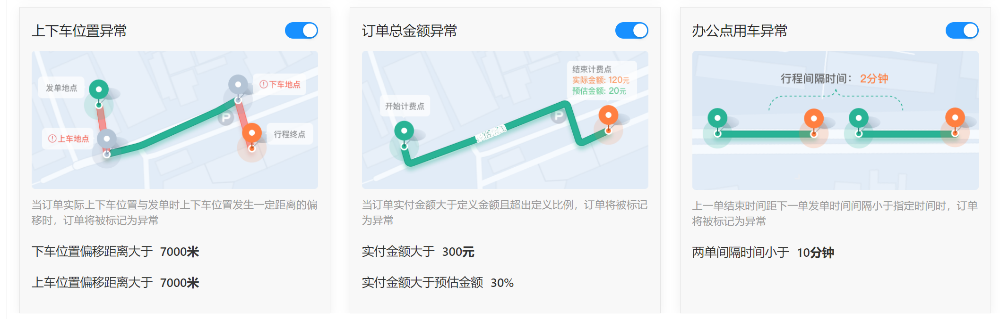 上下车位置异常
发单地点
下车地点
上车地点
P
行程终点
当订单实际上下车位置与发单时上下车位置发生一定距离的偏
移时，订单将被标记为异常
下车位置偏移距离大于 7000米
上车位置偏移距离大于 7000米
订单总金额异常
结束计费点
实际金额: 120元
预估金额: 20元
开始计费点
P
预估路线
当订单实付金额大于定义金额且超出定义比例，订单将被标记
为异常
实付金额大于 300元
实付金额大于预估金额 30%
办公点用车异常
行程间隔时间： 2分钟
上一单结束时间距下一单发单时间间隔小于指定时间时，订单
将被标记为异常
两单间隔时间小于 10分钟